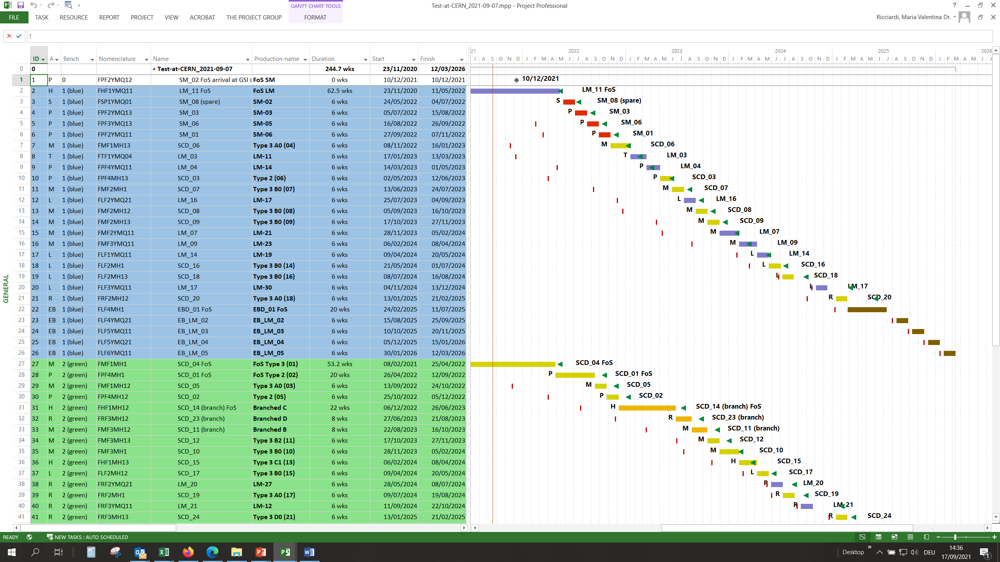 GANTT CHART TOOLS
Test-at-CERN_2021-09-07.mpp - Project Professional
FILE TASK RESOURCE REPORT PROJECT VIEW ACROBAT THE PROJECT GROUP FORMAT
Ricciardi, Maria Valentina Dr.
1
21 2022 2023 2024 2025 2026
ID A Bench Nomenclature Name Production-name Duration Start Finish
J A S O N D J F M A M J J A S O N D J F M A M J J A S O N D J F M A M J J A S O N D J F M A M J J A S O N D J F M A M J J
0 0 Test-at-CERN_2021-09-07 244.7 wks 23/11/2020 12/03/2026
1 1 P 0 FPF2YMQ12 SM_02 FoS arrival at GSI ( FoS SM 0 wks 10/12/2021 10/12/2021 10/12/2021
2 2 H 1 (blue) FHF1YMQ11 LM_11 FoS FoS LM 62.5 wks 23/11/2020 11/05/2022 LM_11 FoS
3 3 S 1 (blue) FSP1YMQ01 SM_08 (spare) SM-02 6 wks 24/05/2022 04/07/2022 S SM_08 (spare)
4 4 P 1 (blue) FPF2YMQ13 SM_03 SM-03 6 wks 05/07/2022 15/08/2022 P SM_03
5 5 P 1 (blue) FPF3YMQ13 SM_06 SM-05 6 wks 16/08/2022 26/09/2022 P SM_06
6 6 P 1 (blue) FPF2YMQ11 SM_01 SM-06 6 wks 27/09/2022 07/11/2022 P SM_01
7 7 M 1 (blue) FMF1MH13 SCD_06 Type 3 A0 (04) 6 wks 08/11/2022 16/01/2023 M SCD_06
8 8 T 1 (blue) FTF1YMQ04 LM_03 LM-11 6 wks 17/01/2023 13/03/2023 T LM_03
9 9 P 1 (blue) FPF4YMQ11 LM_04 LM-14 6 wks 14/03/2023 01/05/2023 P LM_04
10 10 P 1 (blue) FPF4MH13 SCD_03 Type 2 (06) 6 wks 02/05/2023 12/06/2023 P SCD_03
11 11 M 1 (blue) FMF2MH1 SCD_07 Type 3 B0 (07) 6 wks 13/06/2023 24/07/2023 M SCD_07
12 12 L 1 (blue) FLF2YMQ21 LM_16 LM-17 6 wks 25/07/2023 04/09/2023 L LM_16
13 13 M 1 (blue) FMF2MH12 SCD_08 Type 3 B0 (08) 6 wks 05/09/2023 16/10/2023 M SCD_08
14 14 M 1 (blue) FMF2MH13 SCD_09 Type 3 B0 (09) 6 wks 17/10/2023 27/11/2023 M SCD_09
15 15 M 1 (blue) FMF2YMQ11 LM_07 LM-21 6 wks 28/11/2023 05/02/2024 M LM_07
16 16 M 1 (blue) FMF3YMQ11 LM_09 LM-23 6 wks 06/02/2024 08/04/2024 M LM_09
17 17 L 1 (blue) FLF1YMQ11 LM_14 LM-19 6 wks 09/04/2024 20/05/2024 L LM_14
18 18 L 1 (blue) FLF2MH1 SCD_16 Type 3 B0 (14) 6 wks 21/05/2024 01/07/2024 L SCD_16
19 19 L 1 (blue) FLF2MH13 SCD_18 Type 3 B0 (16) 6 wks 08/07/2024 16/08/2024 L SCD_18
20 20 L 1 (blue) FLF3YMQ11 LM_17 LM-30 6 wks 04/11/2024 13/12/2024 L LM_17
21 21 R 1 (blue) FRF2MH12 SCD_20 Type 3 A0 (18) 6 wks 13/01/2025 21/02/2025 R SCD_20
22 22 EB 1 (blue) FLF4MH1 EBD_01 FoS EBD_01 FoS 20 wks 24/02/2025 11/07/2025
23 23 EB 1 (blue) FLF4YMQ21 EB_LM_02 EB_LM_02 6 wks 15/08/2025 25/09/2025
24 24 EB 1 (blue) FLF5YMQ11 EB_LM_03 EB_LM_03 6 wks 10/10/2025 20/11/2025
25 25 EB 1 (blue) FLF5YMQ21 EB_LM_04 EB_LM_04 6 wks 05/12/2025 15/01/2026
26 26 EB 1 (blue) FLF6YMQ11 EB_LM_05 EB_LM_05 6 wks 30/01/2026 12/03/2026
27 27 M 2 (green) FMF1MH1 SCD_04 FoS FoS Type 3 (01) 53.2 wks 08/02/2021 25/04/2022 SCD_04 FoS
28 28 P 2 (green) FPF4MH1 SCD_01 FoS FoS Type 2 (02) 20 wks 26/04/2022 12/09/2022 P SCD_01 FoS
29 29 M 2 (green) FMF1MH12 SCD_05 Type 3 A0 (03) 6 wks 13/09/2022 24/10/2022 M SCD_05
30 30 P 2 (green) FPF4MH12 SCD_02 Type 2 (05) 6 wks 25/10/2022 05/12/2022 P SCD_02
31 31 H 2 (green) FHF1MH12 SCD_14 (branch) FoS Branched C 22 wks 06/12/2022 26/06/2023 H SCD_14 (branch) FoS
32 32 R 2 (green) FRF3MH12 SCD_23 (branch) Branched D 8 wks 27/06/2023 21/08/2023 R SCD_23 (branch)
33 33 M 2 (green) FMF3MH12 SCD_11 (branch) Branched B 8 wks 22/08/2023 16/10/2023 M SCD_11 (branch)
34 34 M 2 (green) FMF3MH13 SCD_12 Type 3 B2 (11) 6 wks 17/10/2023 27/11/2023 M SCD_12
35 35 M 2 (green) FMF3MH1 SCD_10 Type 3 B0 (10) 6 wks 28/11/2023 05/02/2024 M SCD_10
36 36 H 2 (green) FHF1MH13 SCD_15 Type 3 C1 (13) 6 wks 06/02/2024 08/04/2024 H SCD_15
37 37 L 2 (green) FLF2MH12 SCD_17 Type 3 B0 (15) 6 wks 09/04/2024 20/05/2024 L SCD_17
38 38 R 2 (green) FRF2YMQ21 LM_20 LM-27 6 wks 28/05/2024 08/07/2024 R LM_20
39 39 R 2 (green) FRF2MH1 SCD_19 Type 3 A0 (17) 6 wks 09/07/2024 19/08/2024 R SCD_19
40 40 R 2 (green) FRF3YMQ11 LM_21 LM-12 6 wks 11/09/2024 22/10/2024 R LM_21
41 41 R 2 (green) FRF3MH13 SCD_24 Type 3 D0 (21) 6 wks 13/01/2025 21/02/2025 R SCD_24
GENERAL
READY NEW TASKS : AUTO SCHEDULED
Desktop DEU 14:36
17/09/2021
1